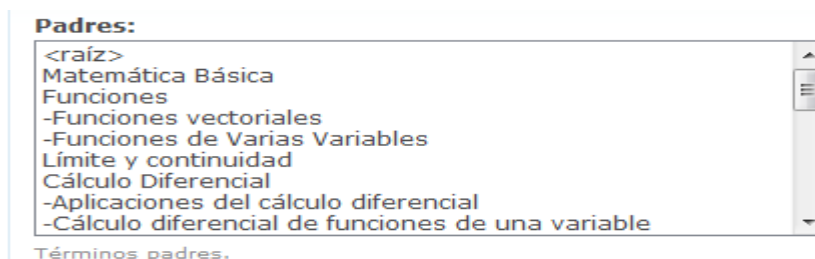 Padres:
<raíz>
Matemática Básica
Funciones
-Funciones vectoriales
-Funciones de Varias Variables
Límite y continuidad
Cálculo Diferencial
-Aplicaciones del cálculo diferencial
-Cálculo diferencial de funciones de una variable
Términos padres.